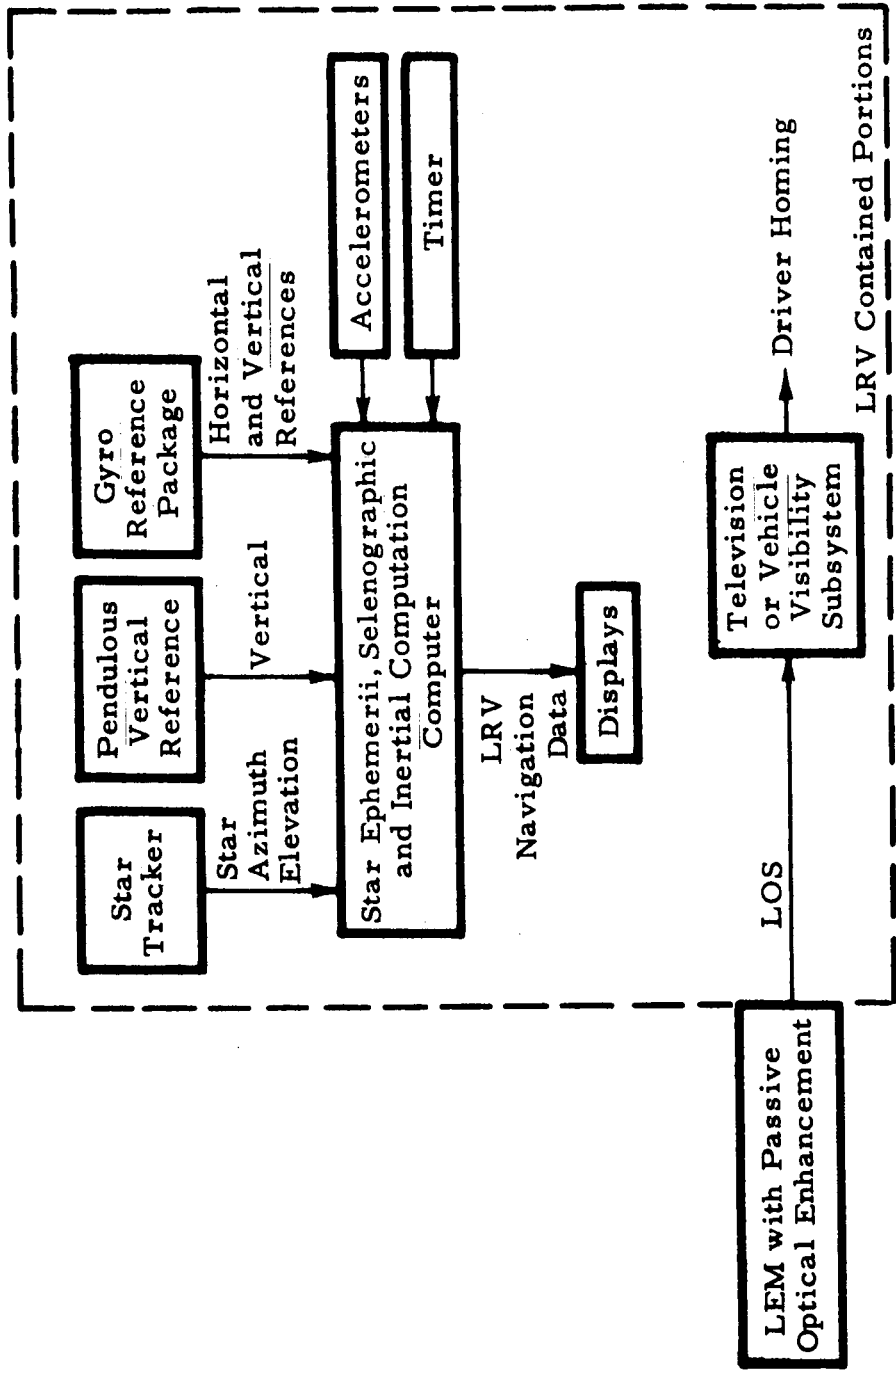 Star
Tracker
Pendulous
Vertical
Reference
Gyro
Reference
Package
Star
Azimuth
Elevation
Vertical
Horizontal
and Vertical
References
Star Ephemerii, Selenographic
and Inertial Computation
Computer
Accelerometers
Timer
LRV
Navigation
Data
Displays
LEM with Passive
Optical Enhancement
LOS
Television
or Vehicle
Visibility
Subsystem
Driver Homing
LRV Contained Portions